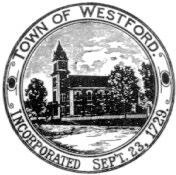 TOWN OF WESTFORD.
INCORPORATED SEPT. 23, 1729.